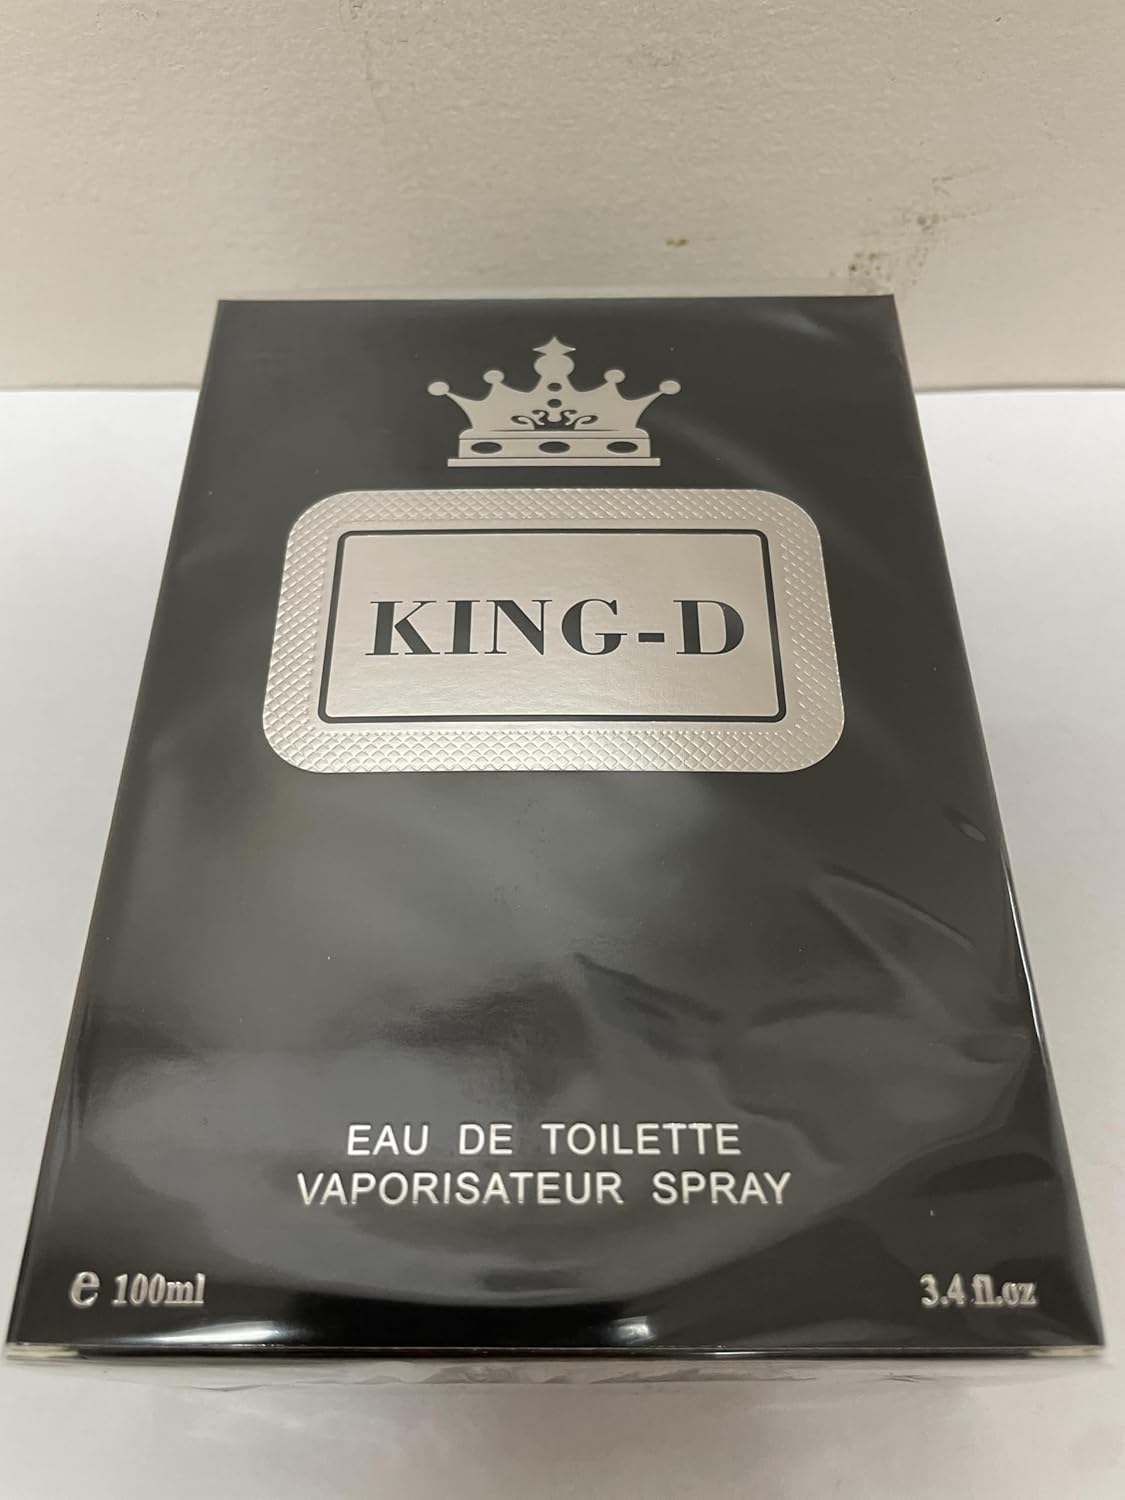 KING-D
EAU DE TOILETTE
VAPORISATEUR SPRAY
e 100ml 3.4 fl.oz